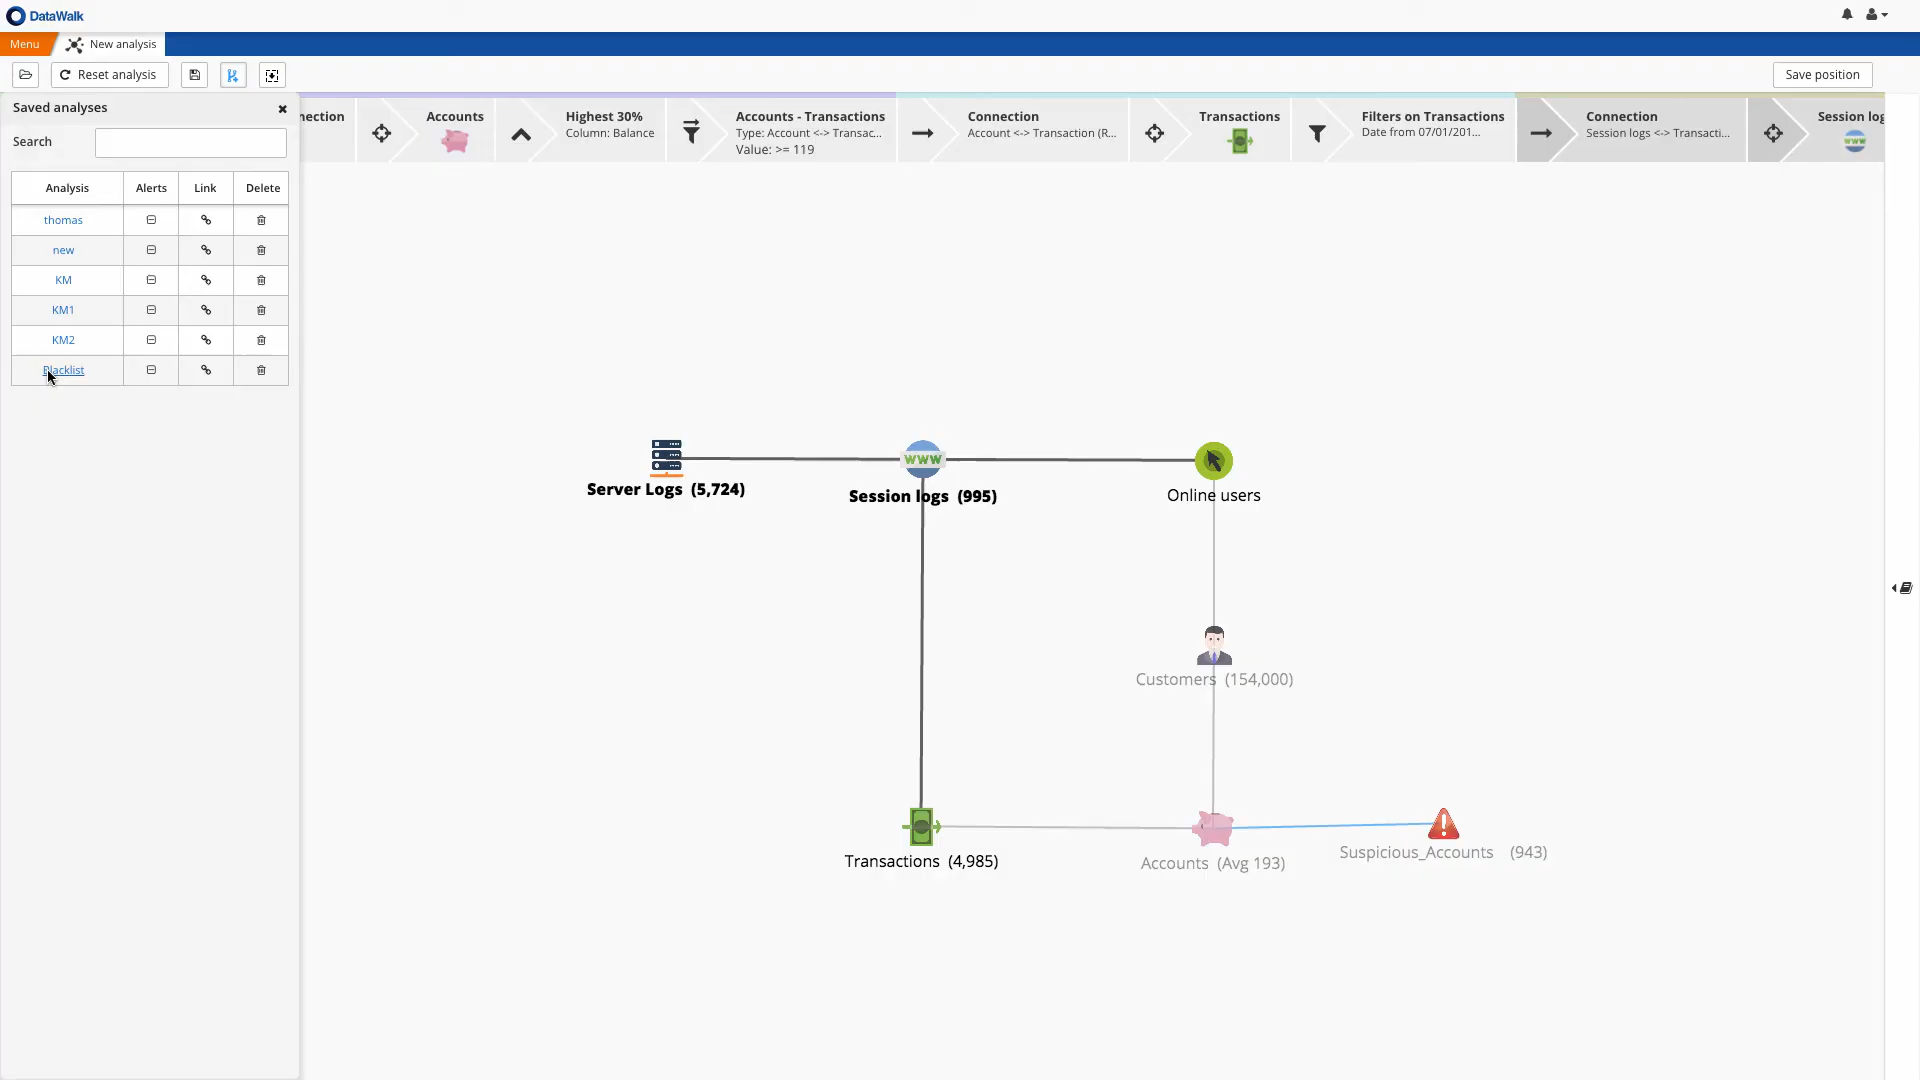 DataWalk
Menu
New analysis
Reset analysis
Save position
Saved analyses
Search
Analysis Alerts Link Delete
thomas
new
KM
KM1
KM2
Blacklist
nection
Accounts
Highest 30%
Column: Balance
Accounts - Transactions
Type: Account <-> Transac...
Value: >= 119
Connection
Account <-> Transaction (R...
Transactions
Filters on Transactions
Date from 07/01/201...
Connection
Session logs <-> Transacti...
Session log
www
www
Server Logs (5,724)
Session logs (995)
Online users
Customers (154,000)
Transactions (4,985)
Accounts (Avg 193)
Suspicious_Accounts (943)